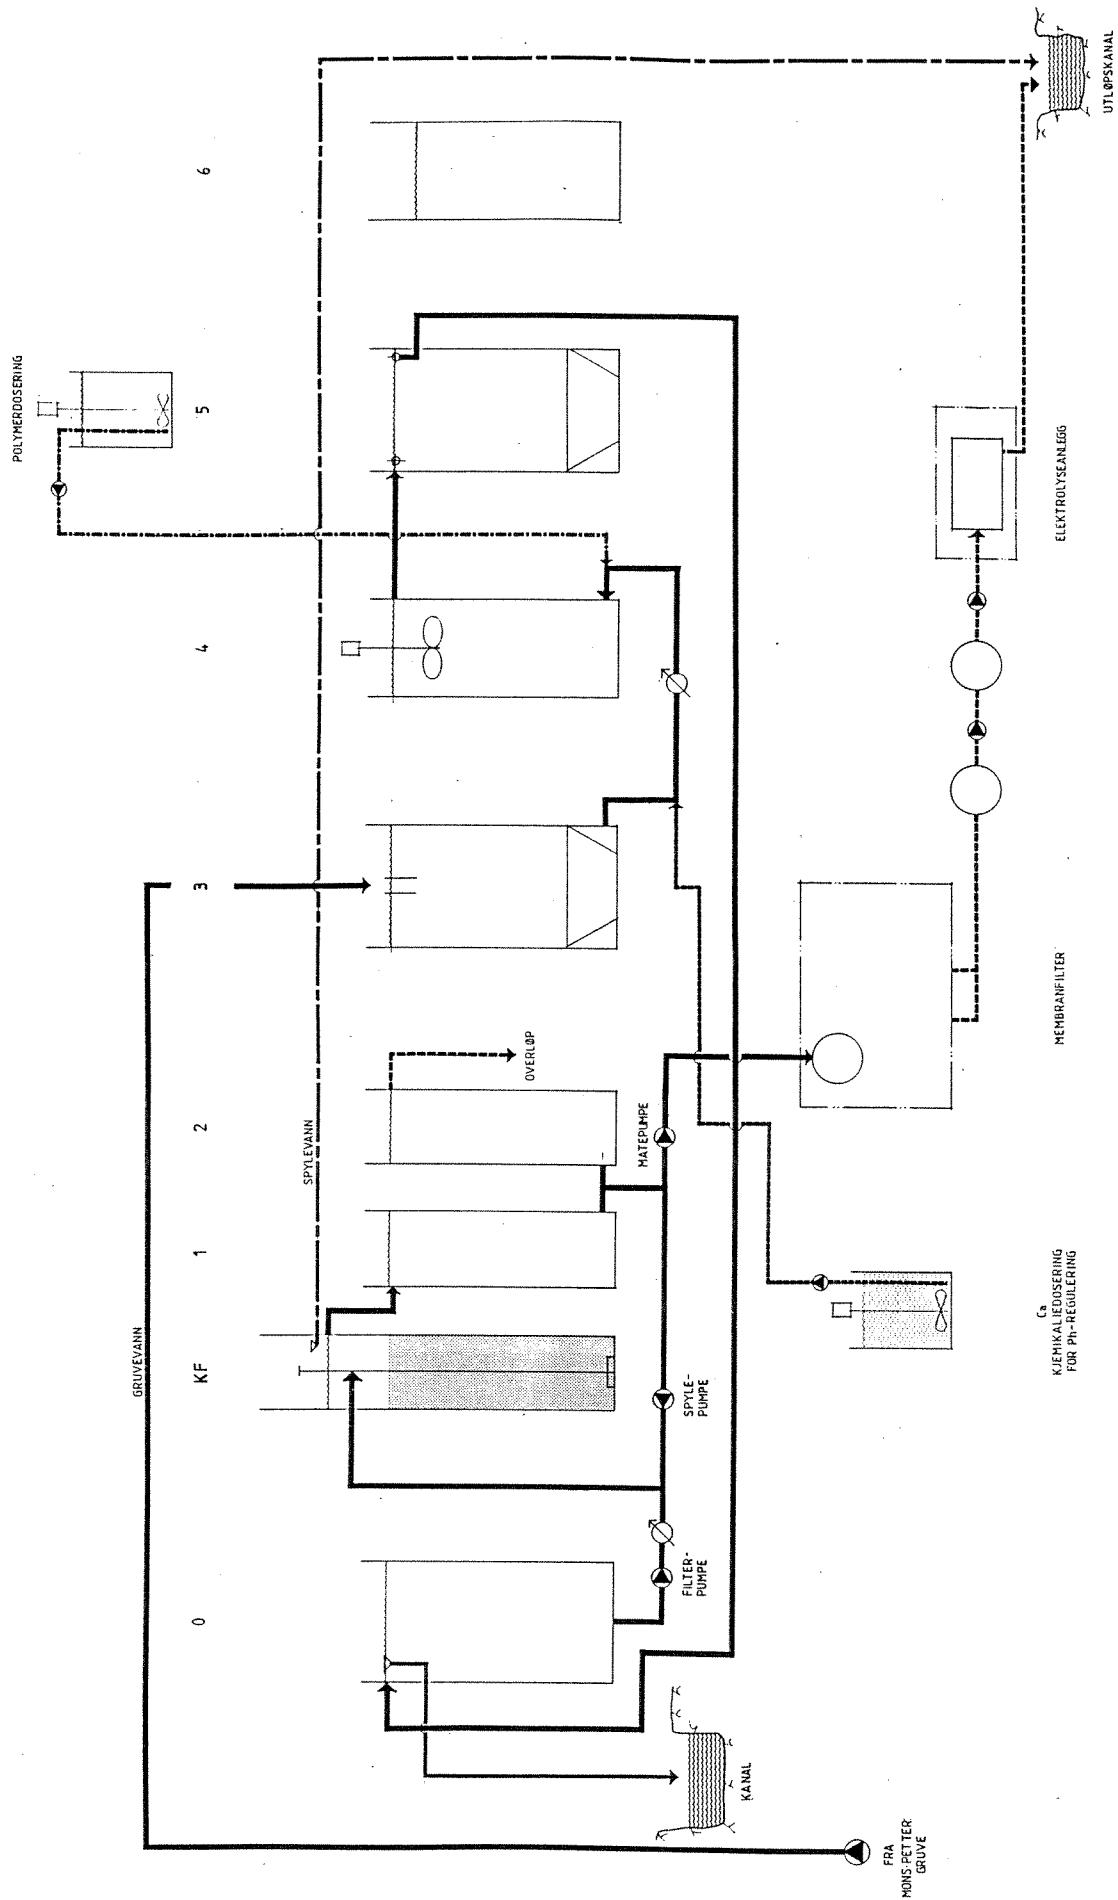 POLYMERDOSERING
GRUVEVANN
SPYLEVANN
0
KF
1
2
3
4
5
6
OVERLØP
FILTER-
PUMPE
SPYLE-
PUMPE
MATEPUMPE
KANAL
FRA
MONS-PETTER
GRUVE
Ca
KJEMIKALIEDOSERING
FOR Ph-REGULERING
MEMBRANFILTER
ELEKTROLYSEANLEGG
UTLØPSKANAL